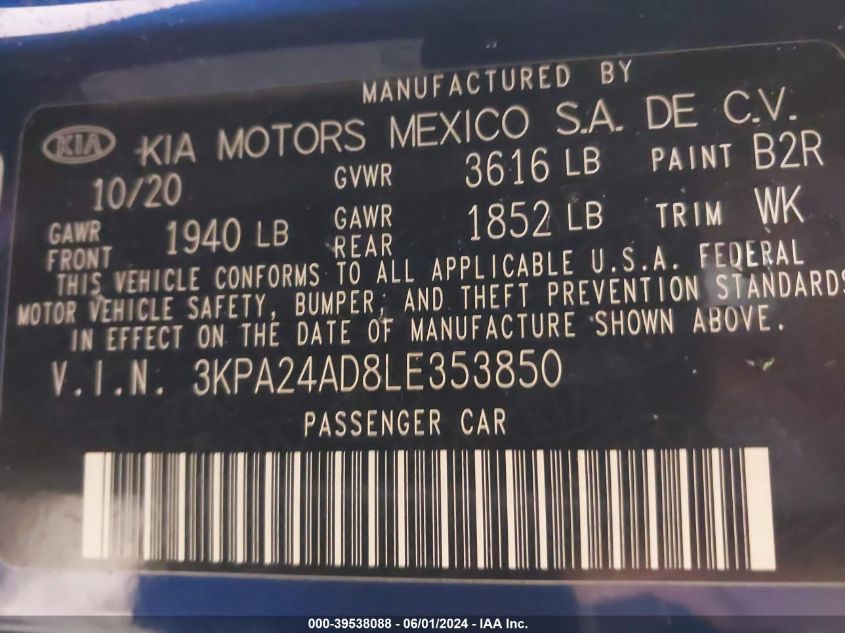 MANUFACTURED BY
KIA KIA MOTORS MEXICO S.A. DE C.V.
10/20 GVWR 3616 LB PAINT B2R
GAWR FRONT 1940 LB GAWR REAR 1852 LB TRIM WK
THIS VEHICLE CONFORMS TO ALL APPLICABLE U.S.A. FEDERAL
MOTOR VEHICLE SAFETY, BUMPER, AND THEFT PREVENTION STANDARDS
IN EFFECT ON THE DATE OF MANUFACTURE SHOWN ABOVE.
V.I.N. 3KPA24AD8LE353850
PASSENGER CAR
000-39538088 - 06/01/2024 - IAA Inc.